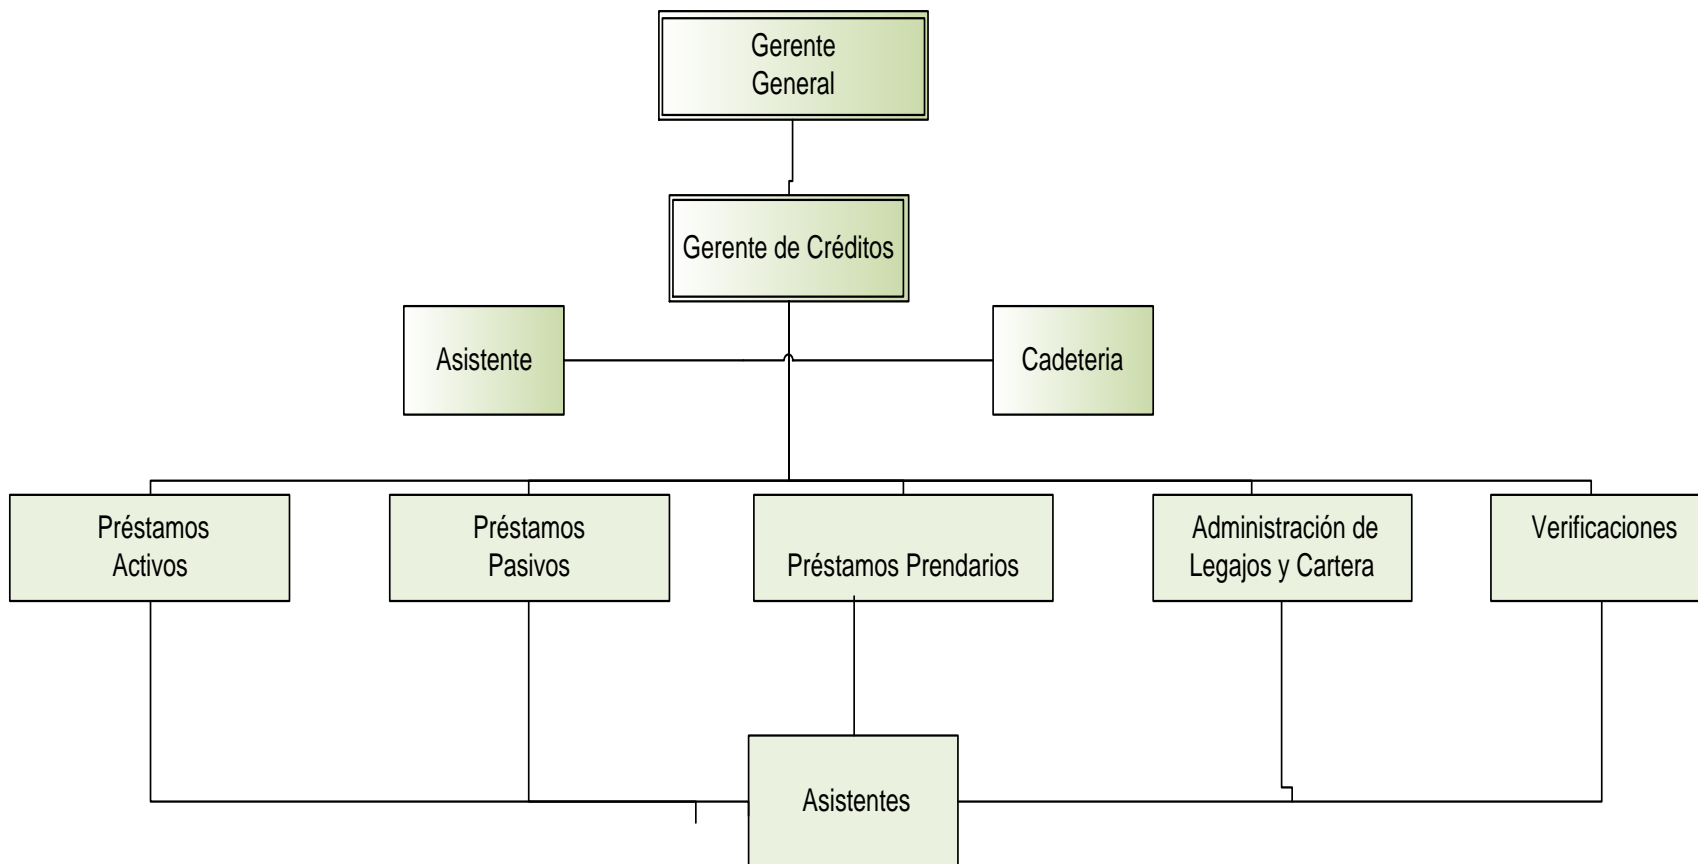 Gerente
General
Gerente de Créditos
Asistente
Cadeteria
Préstamos
Activos
Préstamos
Pasivos
Préstamos Prendarios
Administración de
Legajos y Cartera
Verificaciones
Asistentes